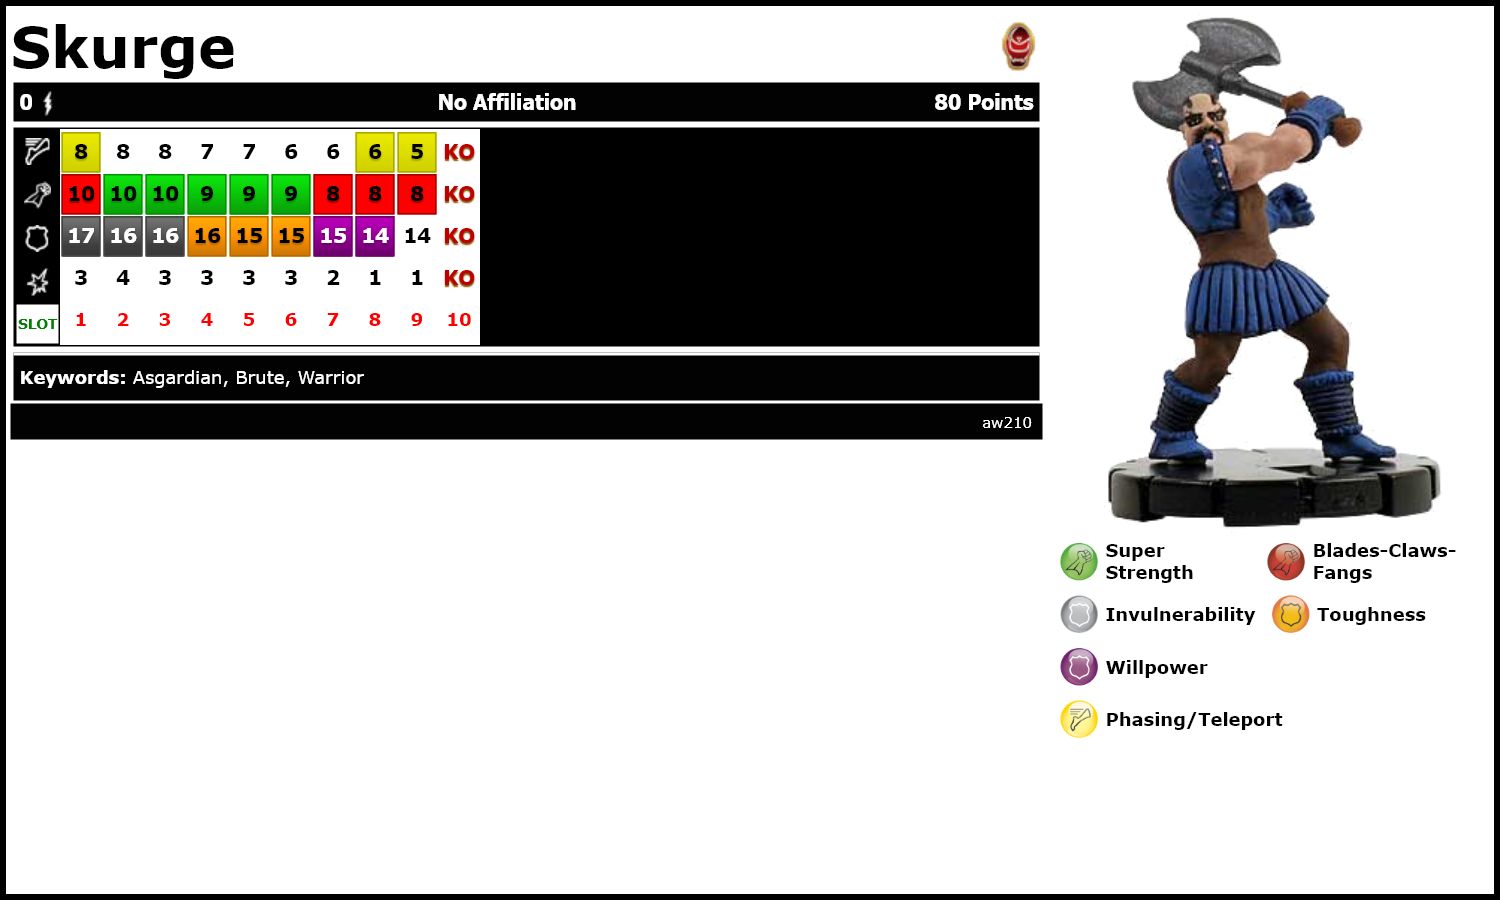 Skurge
0 No Affiliation 80 Points
8 8 8 7 7 6 6 6 5 KO
10 10 10 9 9 9 8 8 8 KO
17 16 16 16 15 15 15 14 14 KO
3 4 3 3 3 3 2 1 1 KO
SLOT 1 2 3 4 5 6 7 8 9 10
Keywords: Asgardian, Brute, Warrior
aw210
Super
Strength
Blades-Claws-
Fangs
Invulnerability
Toughness
Willpower
Phasing/Teleport